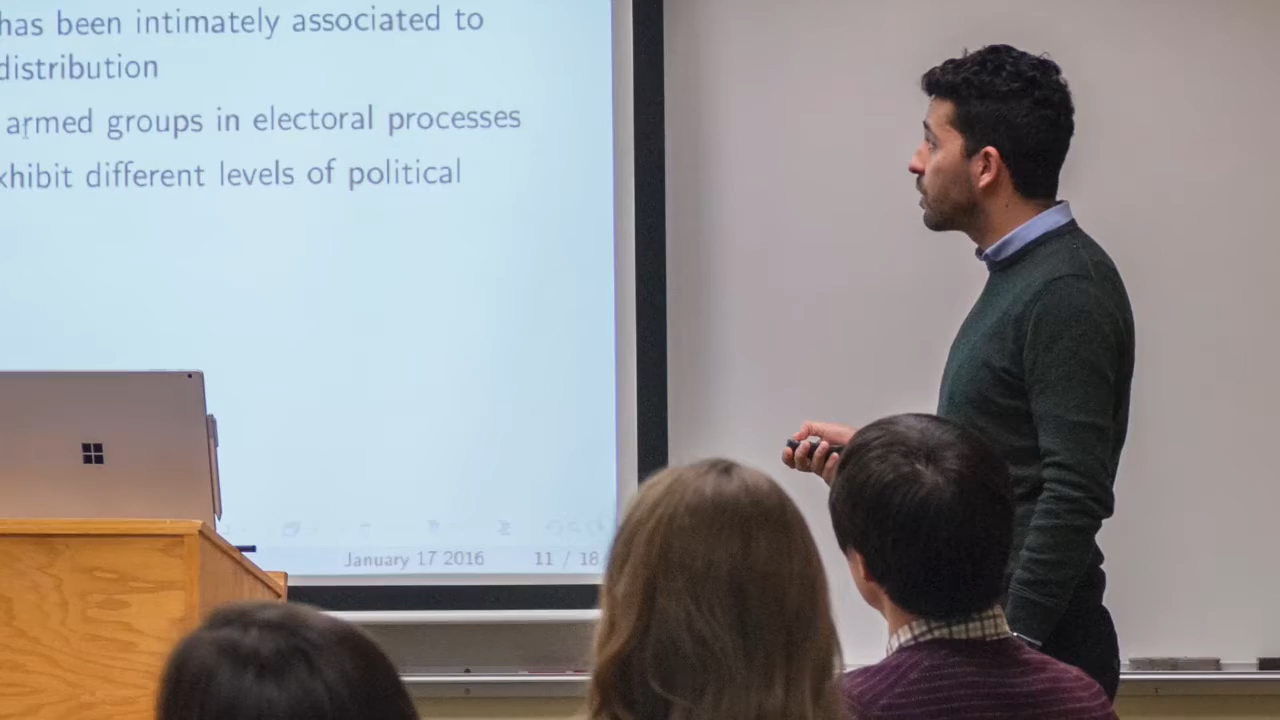 has been intimately associated to
distribution
armed groups in electoral processes
different levels of political
January 17 2016 11 / 18